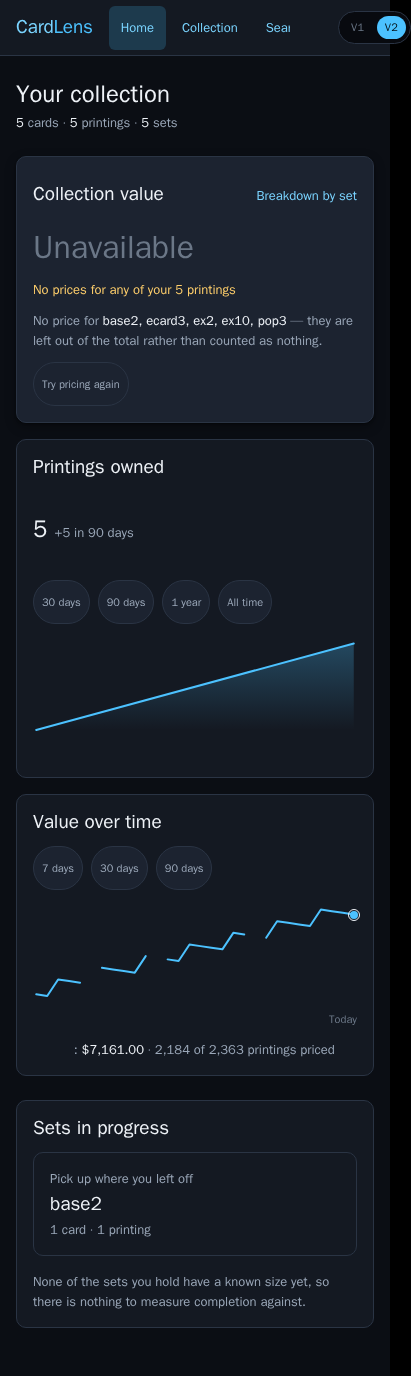 CardLens
Home
Collection
V1
V2
Your collection
5 cards · 5 printings · 5 sets
Collection value
Breakdown by set
Unavailable
No prices for any of your 5 printings
No price for base2, ecard3, ex2, ex10, pop3 — they are
left out of the total rather than counted as nothing.
Try pricing again
Printings owned
5 +5 in 90 days
30 days
90 days
1 year
All time
Value over time
7 days
30 days
90 days
Today
: $7,161.00 · 2,184 of 2,363 printings priced
Sets in progress
Pick up where you left off
base2
1 card · 1 printing
None of the sets you hold have a known size yet, so
there is nothing to measure completion against.